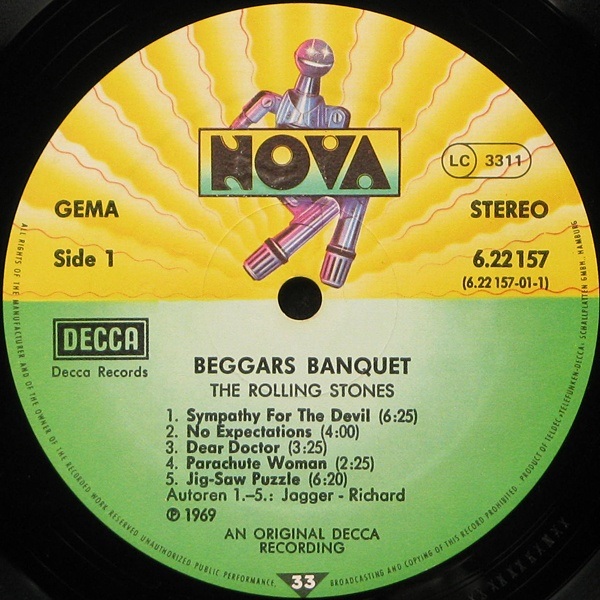 NOVA
LC 3311
GEMA
STEREO
Side 1
6.22157
(6.22 157-01-1)
DECCA
Decca Records
BEGGARS BANQUET
THE ROLLING STONES
1. Sympathy For The Devil (6:25)
2. No Expectations (4:00)
3. Dear Doctor (3:25)
4. Parachute Woman (2:25)
5. Jig-Saw Puzzle (6:20)
Autoren 1.–5.: Jagger - Richard
℗ 1969
AN ORIGINAL DECCA
RECORDING
33
ALL RIGHTS OF THE MANUFACTURER AND OF THE OWNER OF THE RECORDED WORK RESERVED UNAUTHORIZED PUBLIC PERFORMANCE, BROADCASTING AND COPYING OF THIS RECORD PROHIBITED · PRODUCT OF TELDEC »TELEFUNKEN-DECCA« SCHALLPLATTEN GMBH. HAMBURG